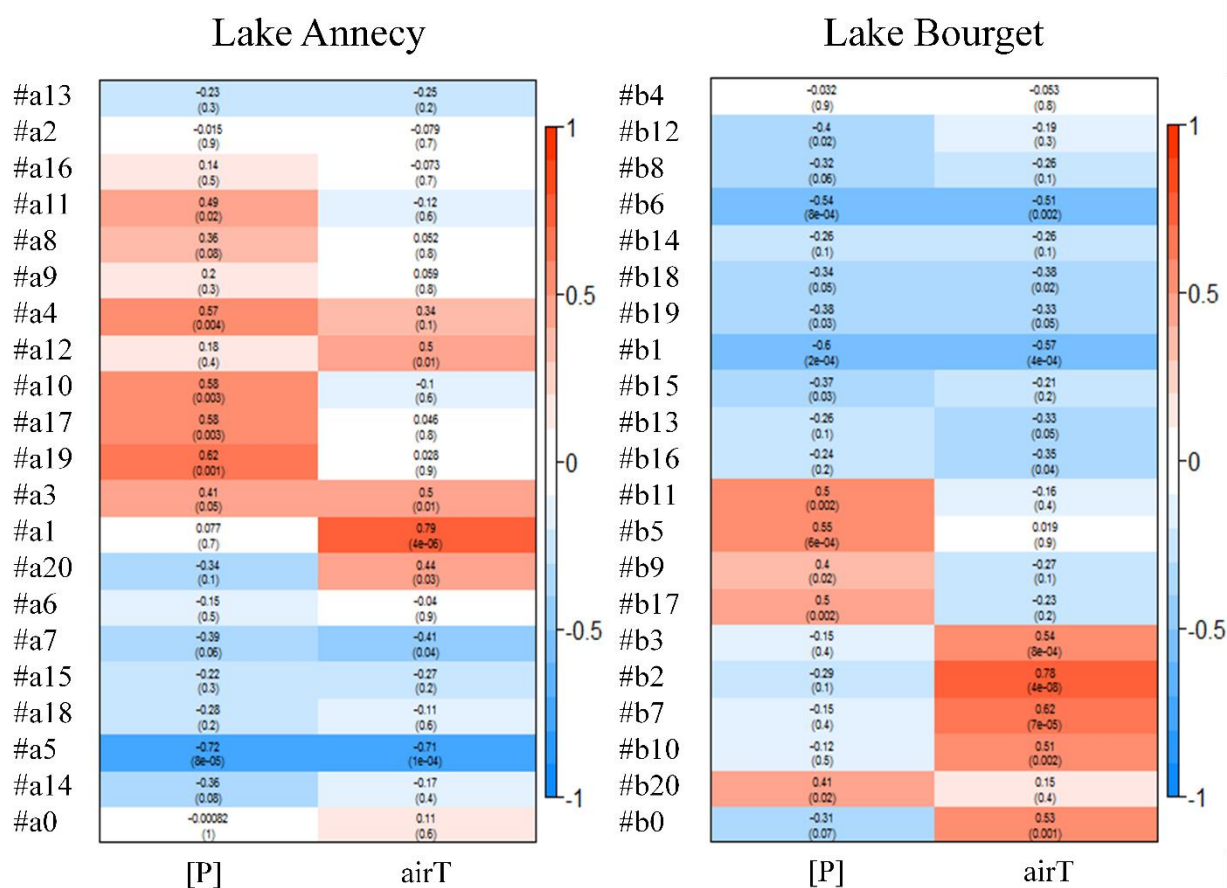 Lake Annecy
#a13 -0.23 -0.25
(0.3) (0.2)
#a2 -0.015 -0.079
(0.9) (0.7)
#a16 0.14 -0.073
(0.5) (0.7)
#a11 0.49 -0.12
(0.02) (0.6)
#a8 0.36 0.052
(0.08) (0.8)
#a9 0.2 0.059
(0.3) (0.8)
#a4 0.57 0.34
(0.004) (0.1)
#a12 0.18 0.5
(0.4) (0.01)
#a10 0.58 -0.1
(0.003) (0.6)
#a17 0.58 0.046
(0.003) (0.8)
#a19 0.62 0.028
(0.001) (0.9)
#a3 0.41 0.5
(0.05) (0.01)
#a1 0.077 0.79
(0.7) (4e-06)
#a20 -0.34 0.44
(0.1) (0.03)
#a6 -0.15 -0.04
(0.5) (0.9)
#a7 -0.39 -0.41
(0.06) (0.04)
#a15 -0.22 -0.27
(0.3) (0.2)
#a18 -0.28 -0.11
(0.2) (0.6)
#a5 -0.72 -0.71
(8e-05) (1e-04)
#a14 -0.36 -0.17
(0.08) (0.4)
#a0 -0.00082 0.11
(1) (0.6)
[P] airT
1
0.5
0
-0.5
-1
Lake Bourget
#b4 -0.032 -0.053
(0.9) (0.8)
#b12 -0.4 -0.19
(0.02) (0.3)
#b8 -0.32 -0.26
(0.06) (0.1)
#b6 -0.54 -0.51
(8e-04) (0.002)
#b14 -0.26 -0.26
(0.1) (0.1)
#b18 -0.34 -0.38
(0.05) (0.02)
#b19 -0.38 -0.33
(0.03) (0.05)
#b1 -0.6 -0.57
(2e-04) (4e-04)
#b15 -0.37 -0.21
(0.03) (0.2)
#b13 -0.26 -0.33
(0.1) (0.05)
#b16 -0.24 -0.35
(0.2) (0.04)
#b11 0.5 -0.16
(0.002) (0.4)
#b5 0.55 0.019
(6e-04) (0.9)
#b9 0.4 -0.27
(0.02) (0.1)
#b17 0.5 -0.23
(0.002) (0.2)
#b3 -0.15 0.54
(0.4) (8e-04)
#b2 -0.29 0.78
(0.1) (4e-08)
#b7 -0.15 0.62
(0.4) (7e-05)
#b10 -0.12 0.51
(0.5) (0.002)
#b20 0.41 0.15
(0.02) (0.4)
#b0 -0.31 0.53
(0.07) (0.001)
[P] airT
1
0.5
0
-0.5
-1